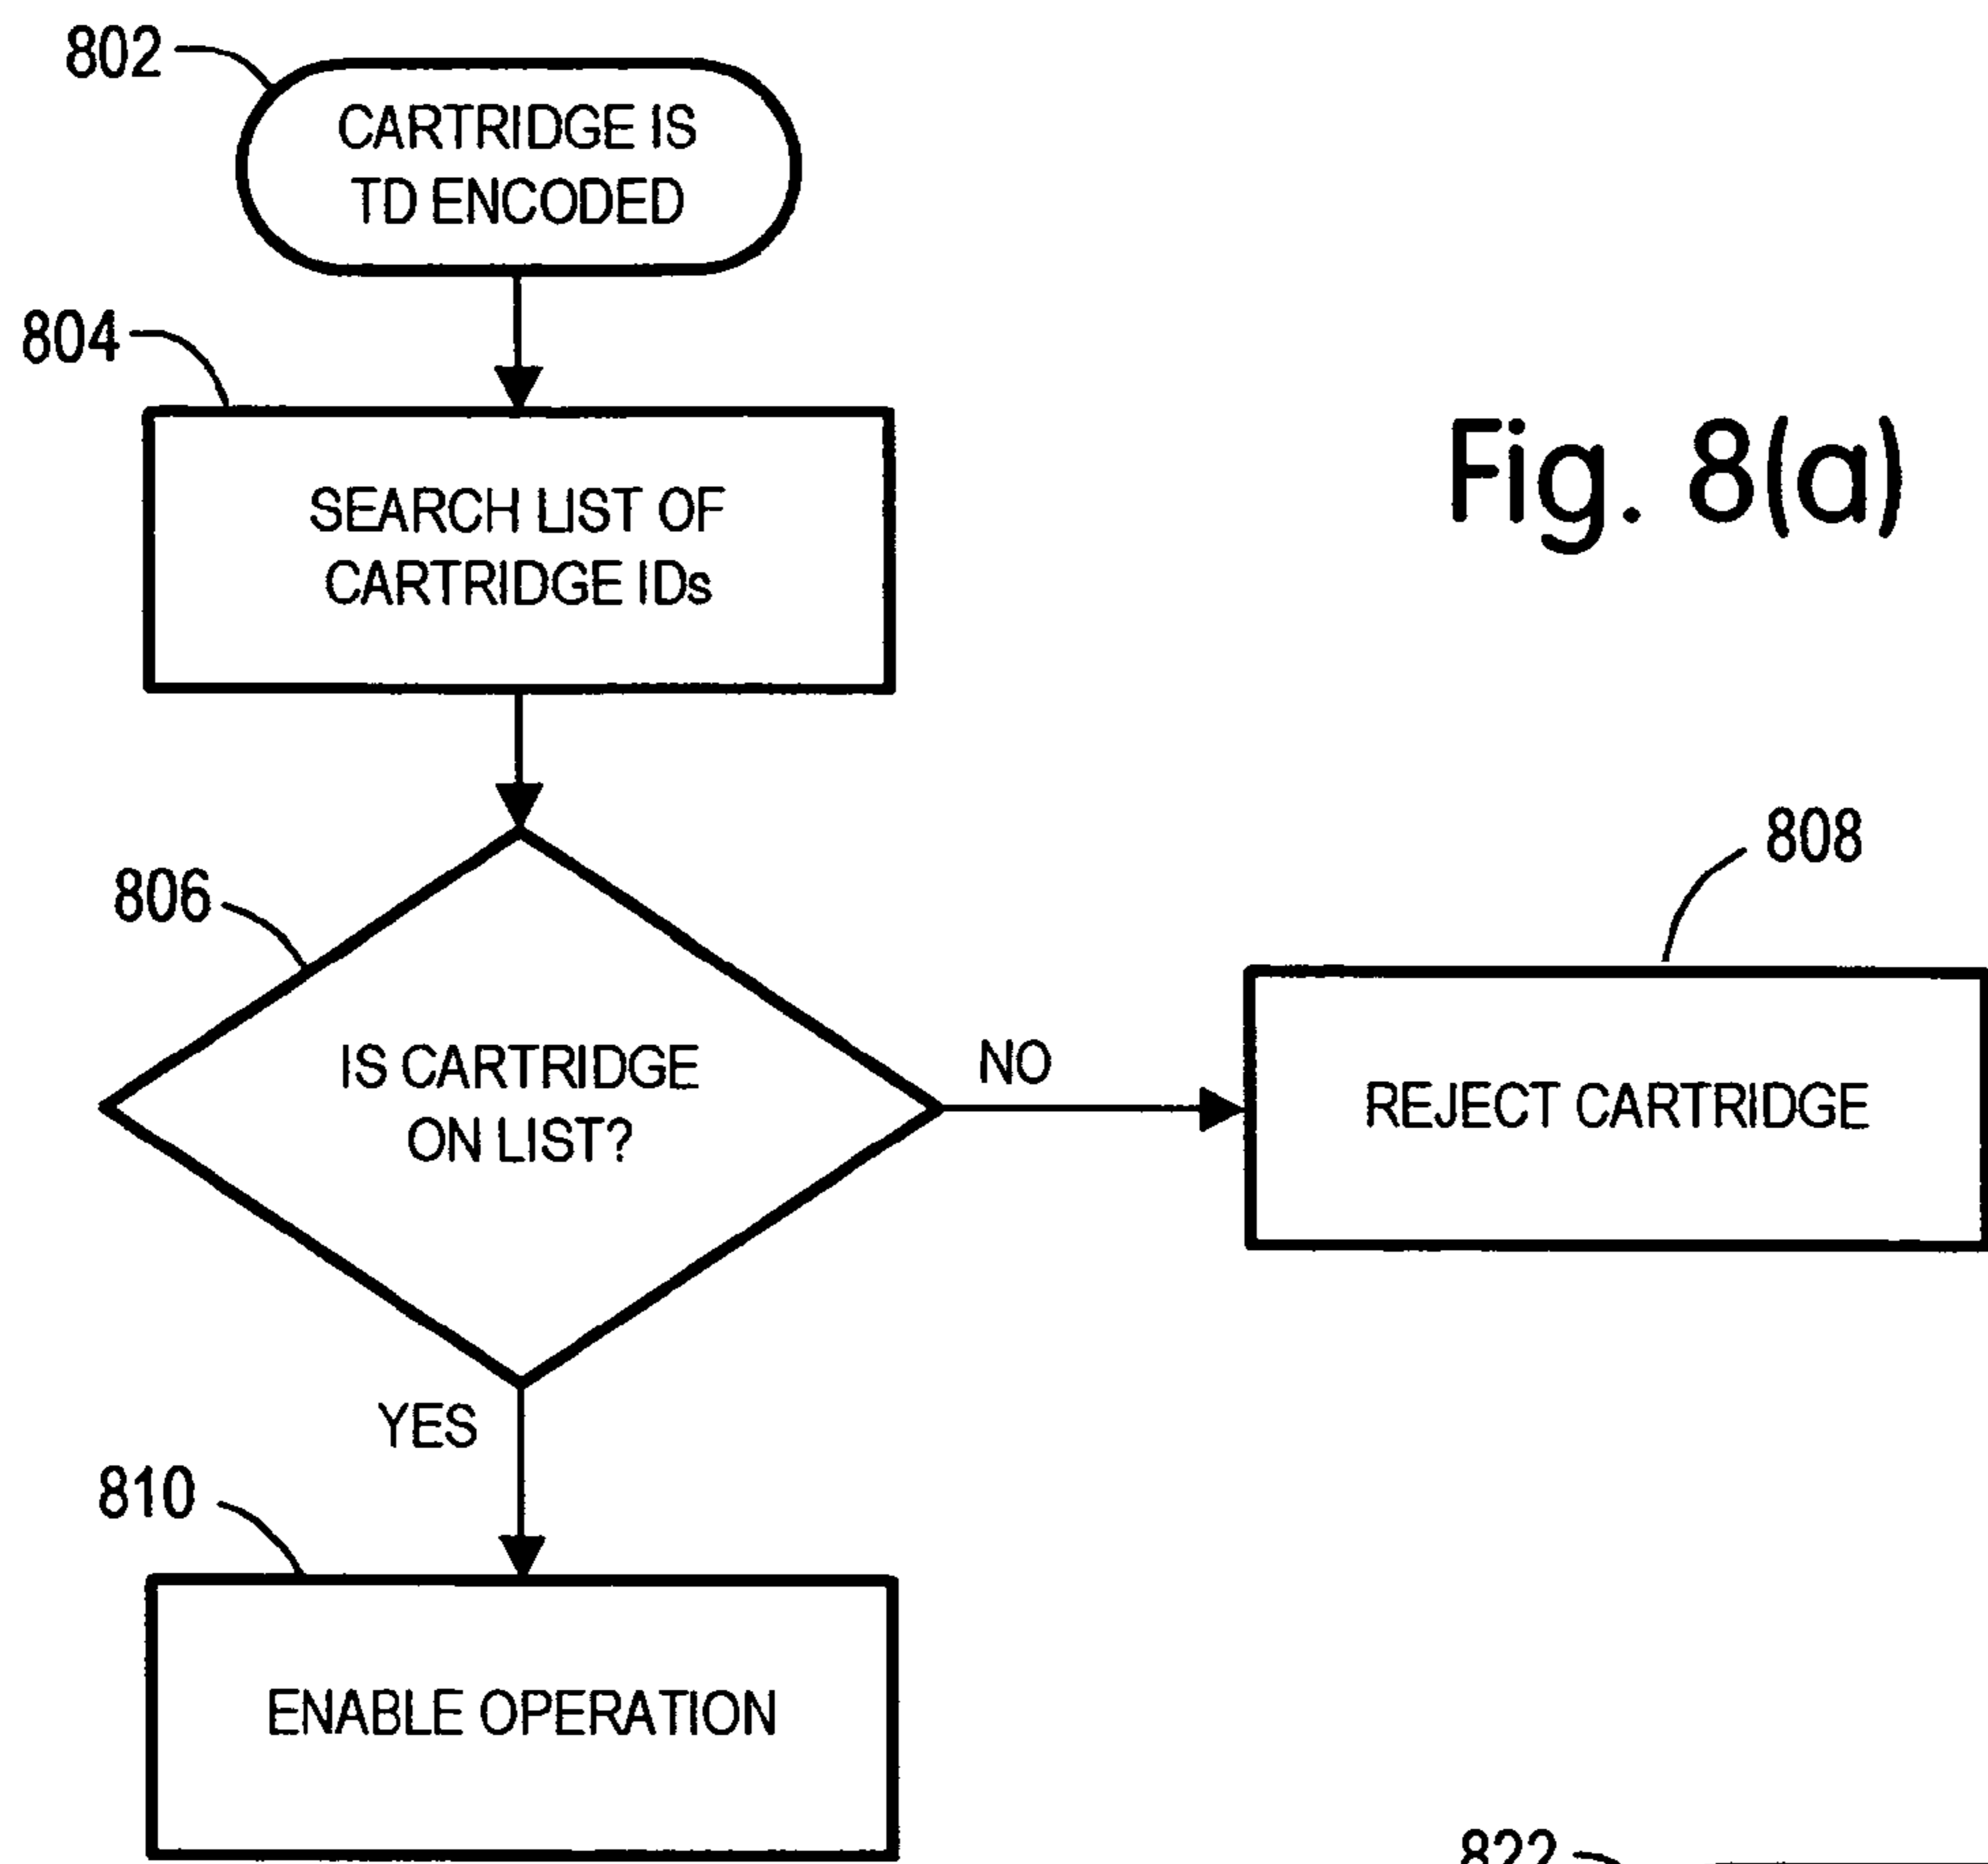 802
CARTRIDGE IS
TD ENCODED
804
SEARCH LIST OF
CARTRIDGE IDs
Fig. 8(a)
806
IS CARTRIDGE
ON LIST?
NO
808
REJECT CARTRIDGE
YES
810
ENABLE OPERATION
822